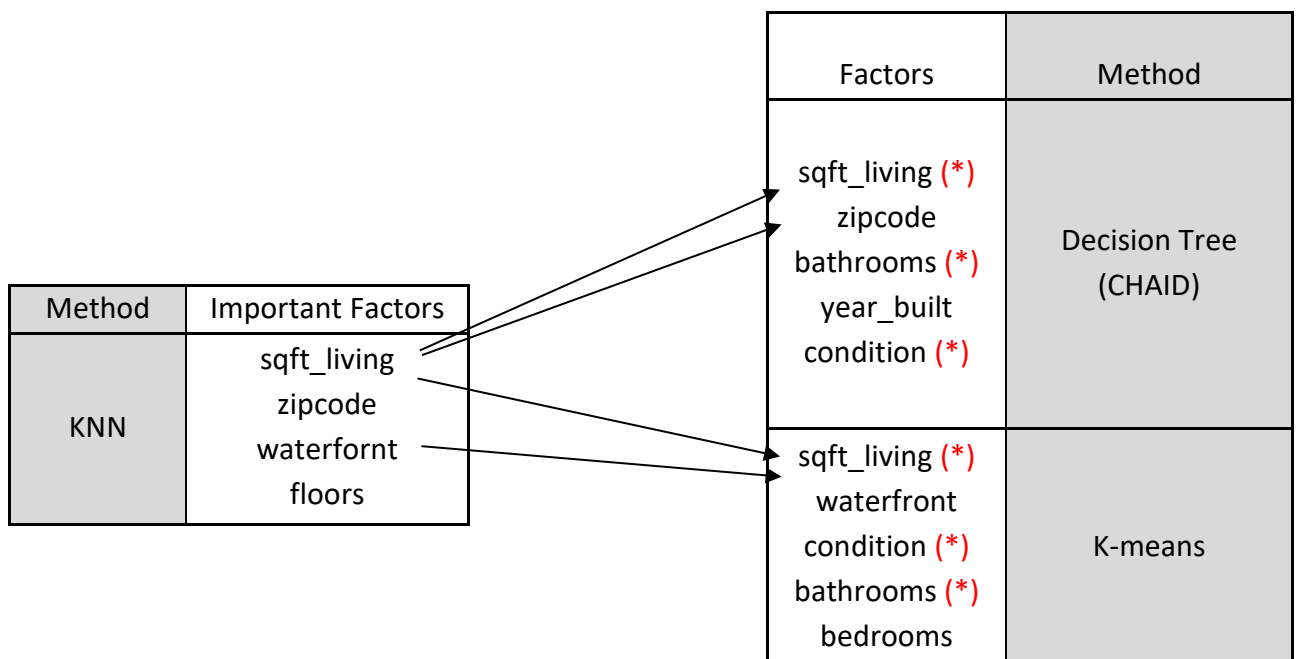 Method Important Factors
KNN
sqft_living
zipcode
waterfornt
floors
Factors Method
sqft_living (*)
zipcode
bathrooms (*)
year_built
condition (*)
Decision Tree
(CHAID)
sqft_living (*)
waterfront
condition (*)
bathrooms (*)
bedrooms
K-means